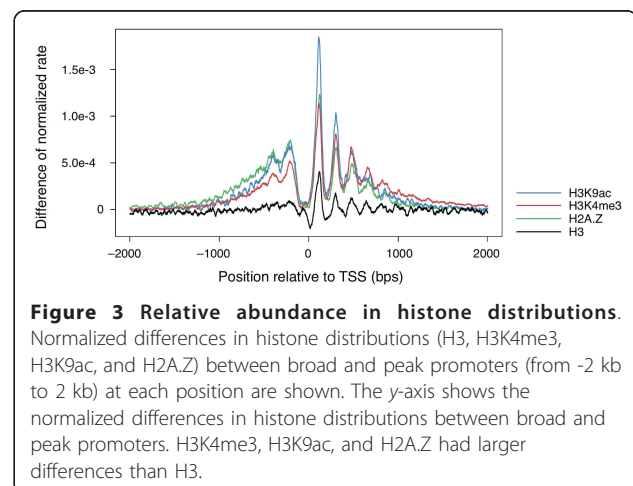 1.5e-3
1.0e-3
5.0e-4
0
Difference of normalized rate
−2000 −1000 0 1000 2000
Position relative to TSS (bps)
H3K9ac
H3K4me3
H2A.Z
H3
Figure 3 Relative abundance in histone distributions.
Normalized differences in histone distributions (H3, H3K4me3,
H3K9ac, and H2A.Z) between broad and peak promoters (from -2 kb
to 2 kb) at each position are shown. The y-axis shows the
normalized differences in histone distributions between broad and
peak promoters. H3K4me3, H3K9ac, and H2A.Z had larger
differences than H3.